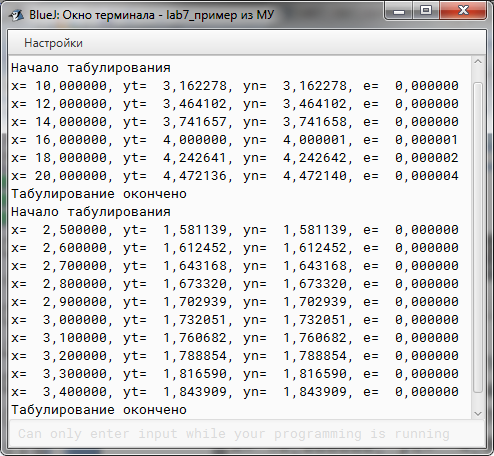 BlueJ: Окно терминала - lab7_пример из МУ
Настройки
Начало табулирования
x= 10,000000, yt=  3,162278, yn=  3,162278, e=  0,000000
x= 12,000000, yt=  3,464102, yn=  3,464102, e=  0,000000
x= 14,000000, yt=  3,741657, yn=  3,741658, e=  0,000000
x= 16,000000, yt=  4,000000, yn=  4,000001, e=  0,000001
x= 18,000000, yt=  4,242641, yn=  4,242642, e=  0,000002
x= 20,000000, yt=  4,472136, yn=  4,472140, e=  0,000004
Табулирование окончено
Начало табулирования
x=  2,500000, yt=  1,581139, yn=  1,581139, e=  0,000000
x=  2,600000, yt=  1,612452, yn=  1,612452, e=  0,000000
x=  2,700000, yt=  1,643168, yn=  1,643168, e=  0,000000
x=  2,800000, yt=  1,673320, yn=  1,673320, e=  0,000000
x=  2,900000, yt=  1,702939, yn=  1,702939, e=  0,000000
x=  3,000000, yt=  1,732051, yn=  1,732051, e=  0,000000
x=  3,100000, yt=  1,760682, yn=  1,760682, e=  0,000000
x=  3,200000, yt=  1,788854, yn=  1,788854, e=  0,000000
x=  3,300000, yt=  1,816590, yn=  1,816590, e=  0,000000
x=  3,400000, yt=  1,843909, yn=  1,843909, e=  0,000000
Табулирование окончено
Can only enter input while your programming is running